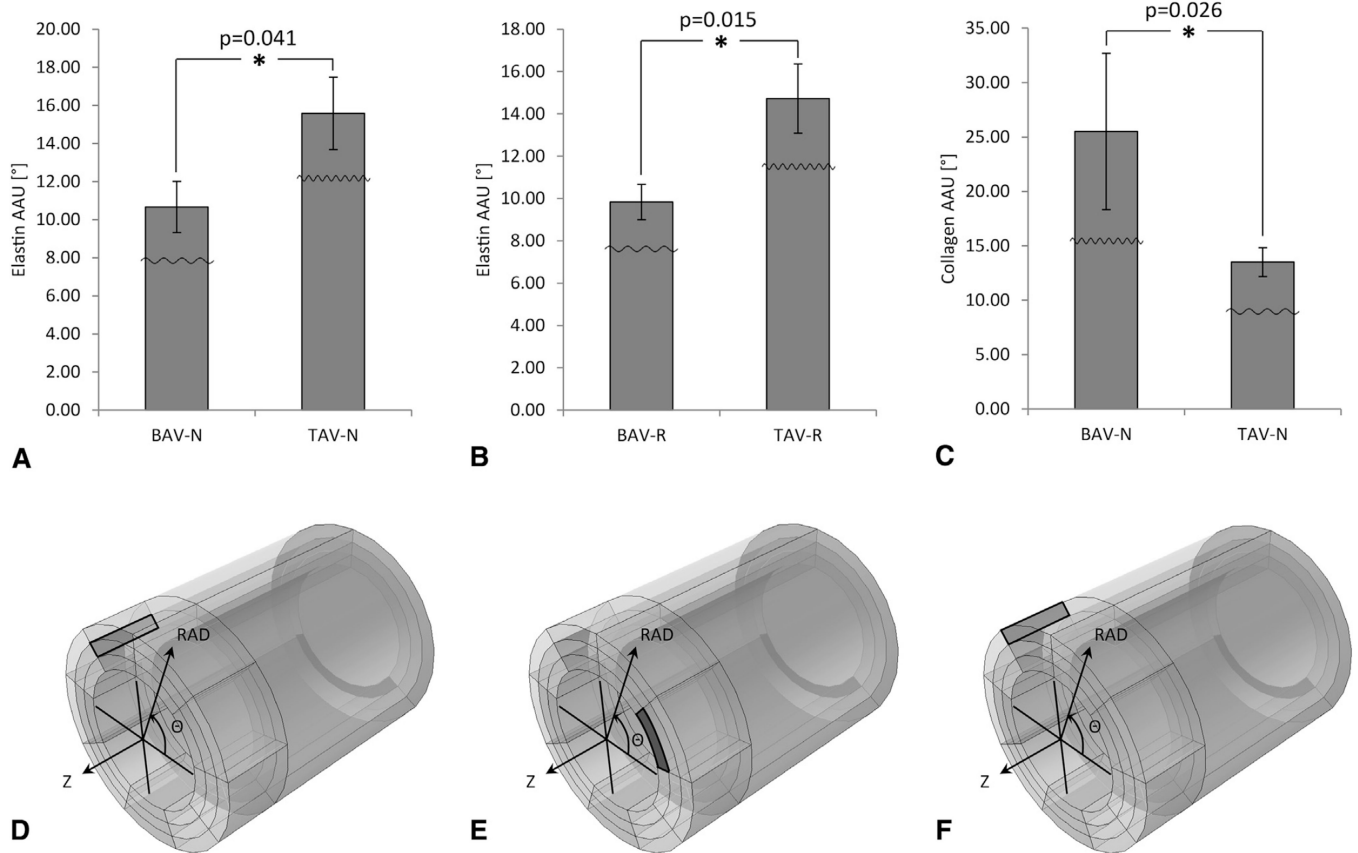 p=0.041
*
Elastin AAU [°]
20.00
18.00
16.00
14.00
12.00
10.00
8.00
6.00
4.00
2.00
0.00
BAV-N
TAV-N
A
p=0.015
*
Elastin AAU [°]
18.00
16.00
14.00
12.00
10.00
8.00
6.00
4.00
2.00
0.00
BAV-R
TAV-R
B
p=0.026
*
Collagen AAU [°]
35.00
30.00
25.00
20.00
15.00
10.00
5.00
0.00
BAV-N
TAV-N
C
RAD
Θ
Z
D
RAD
Θ
Z
E
RAD
Θ
Z
F